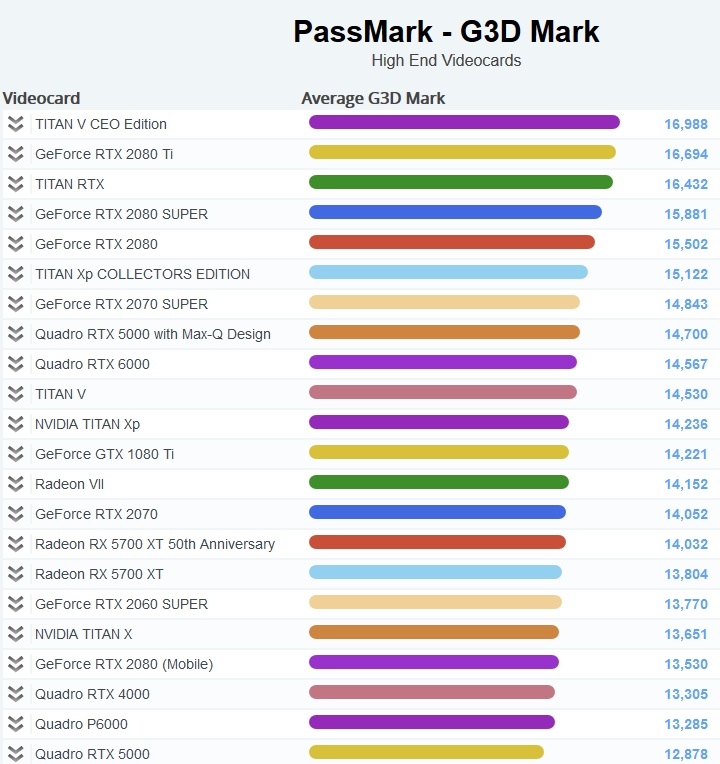 PassMark - G3D Mark
High End Videocards
Videocard Average G3D Mark
TITAN V CEO Edition 16,988
GeForce RTX 2080 Ti 16,694
TITAN RTX 16,432
GeForce RTX 2080 SUPER 15,881
GeForce RTX 2080 15,502
TITAN Xp COLLECTORS EDITION 15,122
GeForce RTX 2070 SUPER 14,843
Quadro RTX 5000 with Max-Q Design 14,700
Quadro RTX 6000 14,567
TITAN V 14,530
NVIDIA TITAN Xp 14,236
GeForce GTX 1080 Ti 14,221
Radeon VII 14,152
GeForce RTX 2070 14,052
Radeon RX 5700 XT 50th Anniversary 14,032
Radeon RX 5700 XT 13,804
GeForce RTX 2060 SUPER 13,770
NVIDIA TITAN X 13,651
GeForce RTX 2080 (Mobile) 13,530
Quadro RTX 4000 13,305
Quadro P6000 13,285
Quadro RTX 5000 12,878